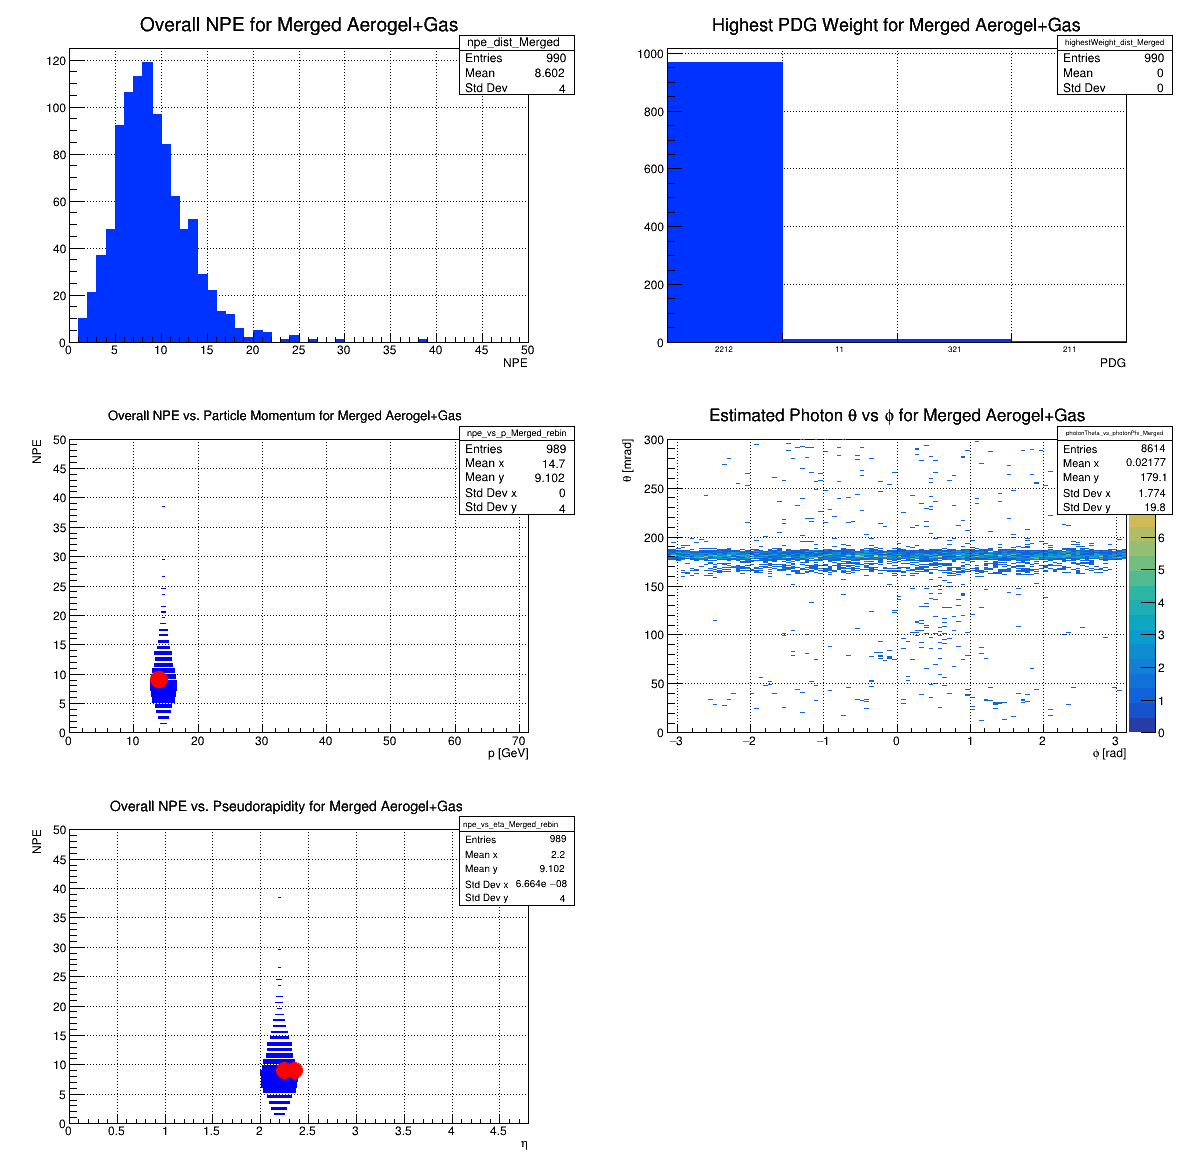 Overall NPE for Merged Aerogel+Gas
npe_dist_Merged
Entries 990
Mean 8.602
Std Dev 4
120
100
80
60
40
20
0
0 5 10 15 20 25 30 35 40 45 50
NPE
Highest PDG Weight for Merged Aerogel+Gas
highestWeight_dist_Merged
Entries 990
Mean 0
Std Dev 0
1000
800
600
400
200
0
2212 11 321 211
PDG
Overall NPE vs. Particle Momentum for Merged Aerogel+Gas
npe_vs_p_Merged_rebin
Entries 989
Mean x 14.7
Mean y 9.102
Std Dev x 0
Std Dev y 4
NPE
50
45
40
35
30
25
20
15
10
5
0
0 10 20 30 40 50 60 70
p [GeV]
Estimated Photon θ vs ϕ for Merged Aerogel+Gas
photonTheta_vs_photonPhi_Merged
Entries 8614
Mean x 0.02177
Mean y 179.1
Std Dev x 1.774
Std Dev y 19.8
θ [mrad]
300
250
200
150
100
50
0
−3 −2 −1 0 1 2 3
ϕ [rad]
6
5
4
3
2
1
0
Overall NPE vs. Pseudorapidity for Merged Aerogel+Gas
npe_vs_eta_Merged_rebin
Entries 989
Mean x 2.2
Mean y 9.102
Std Dev x 6.664e −08
Std Dev y 4
NPE
50
45
40
35
30
25
20
15
10
5
0
0 0.5 1 1.5 2 2.5 3 3.5 4 4.5
η